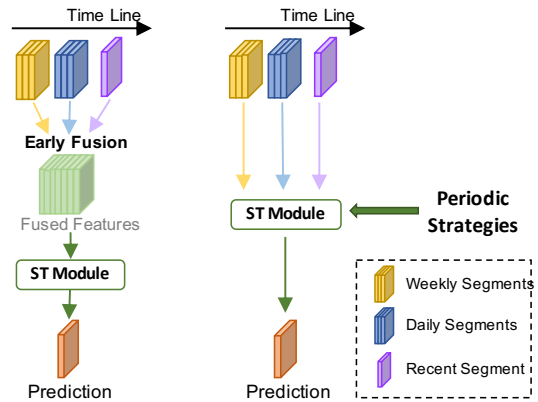 Time Line
Early Fusion
Fused Features
ST Module
Prediction
Time Line
ST Module
Periodic
Strategies
Prediction
Weekly Segments
Daily Segments
Recent Segment